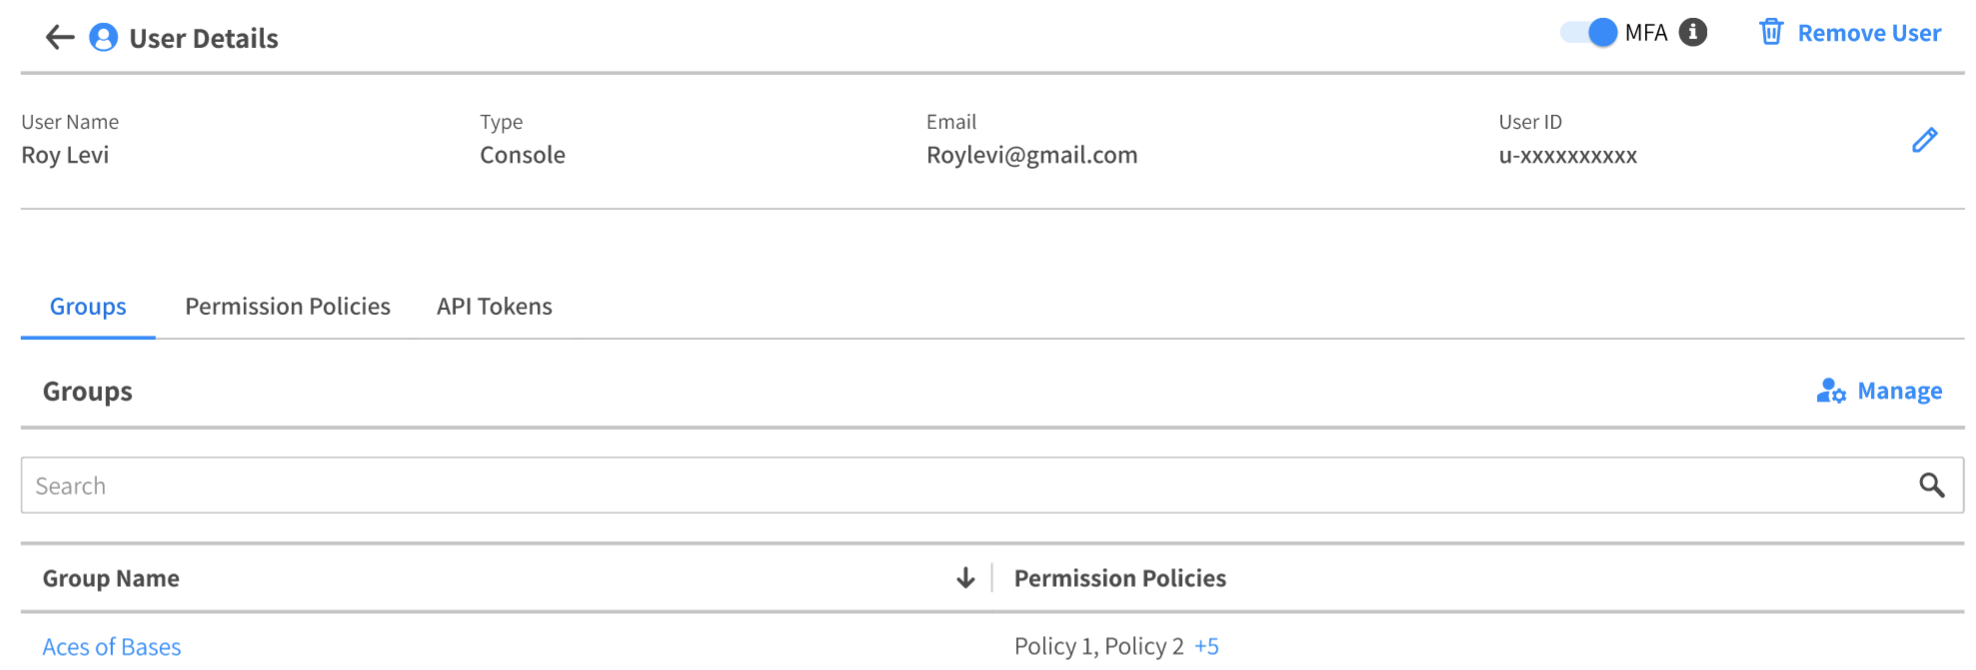 User Details
MFA
Remove User
User Name Type Email User ID
Roy Levi Console Roylevi@gmail.com u-xxxxxxxxxx
Groups Permission Policies API Tokens
Groups Manage
Search
Group Name Permission Policies
Aces of Bases Policy 1, Policy 2 +5